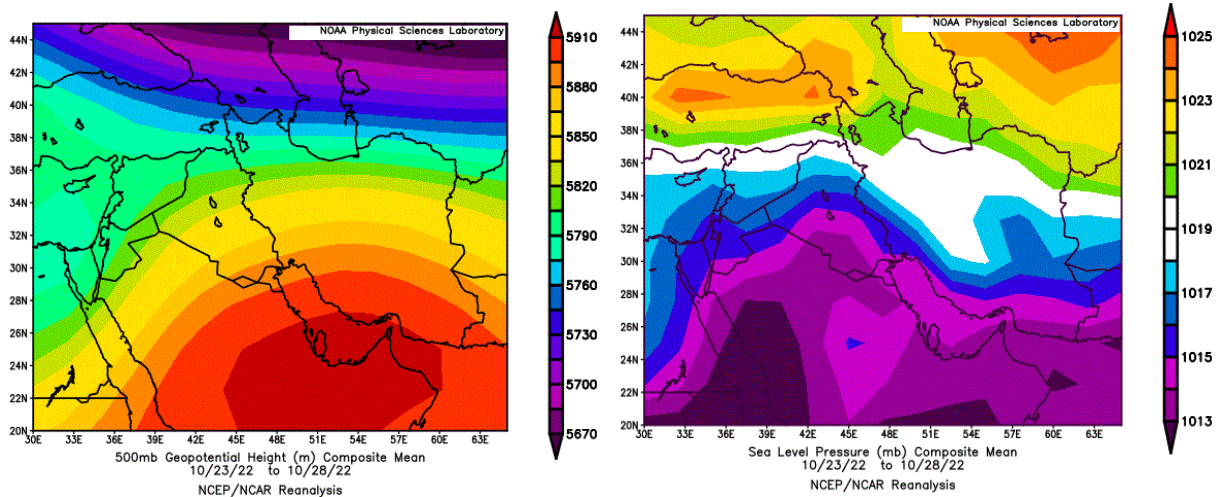 NOAA Physical Sciences Laboratory
44N
42N
40N
38N
36N
34N
32N
30N
28N
26N
24N
22N
20N
30E 33E 36E 39E 42E 45E 48E 51E 54E 57E 60E 63E
5910
5880
5850
5820
5790
5760
5730
5700
5670
500mb Geopotential Height (m) Composite Mean
10/23/22 to 10/28/22
NCEP/NCAR Reanalysis
NOAA Physical Sciences Laboratory
44N
42N
40N
38N
36N
34N
32N
30N
28N
26N
24N
22N
20N
30E 33E 36E 39E 42E 45E 48E 51E 54E 57E 60E 63E
1025
1023
1021
1019
1017
1015
1013
Sea Level Pressure (mb) Composite Mean
10/23/22 to 10/28/22
NCEP/NCAR Reanalysis